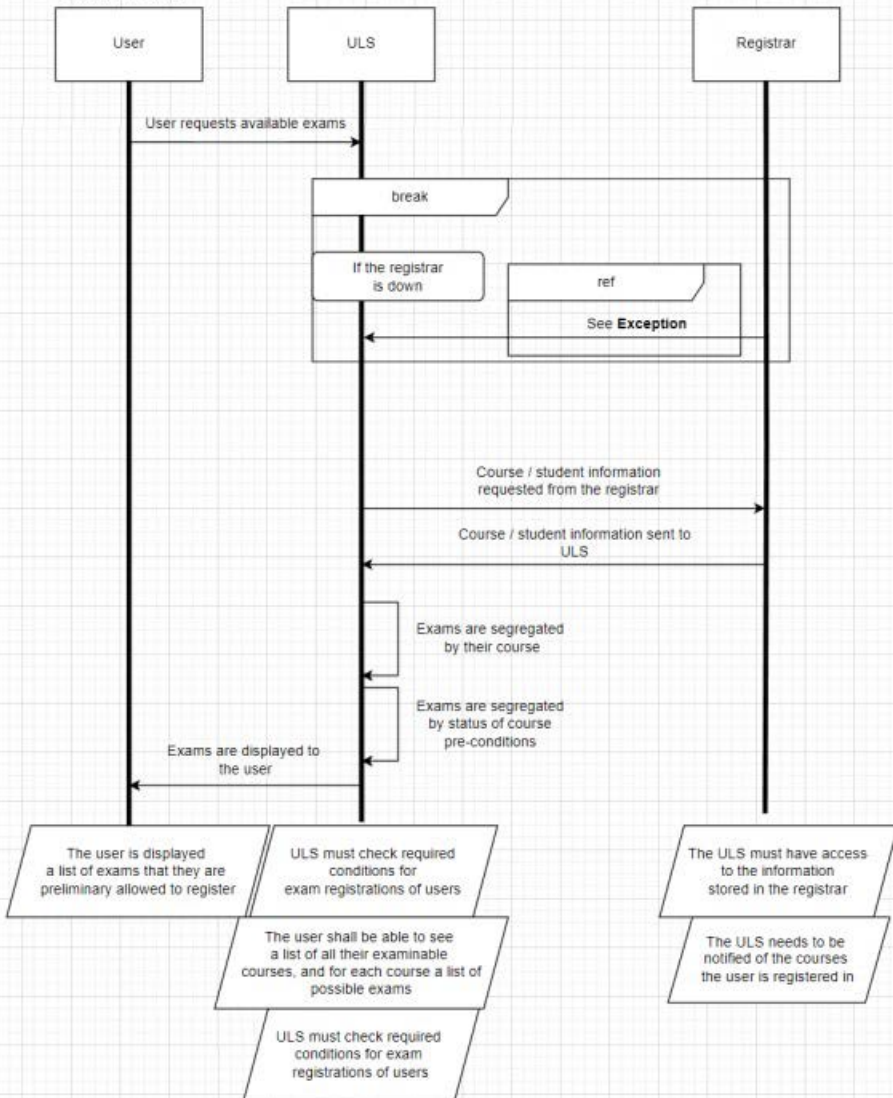 User
ULS
Registrar
User requests available exams
break
If the registrar
is down
ref
See Exception
Course / student information
requested from the registrar
Course / student information sent to
ULS
Exams are segregated
by their course
Exams are segregated
by status of course
pre-conditions
Exams are displayed to
the user
The user is displayed
a list of exams that they are
preliminary allowed to register
ULS must check required
conditions for
exam registrations of users
The ULS must have access
to the information
stored in the registrar
The user shall be able to see
a list of all their examinable
courses, and for each course a list of
possible exams
The ULS needs to be
notified of the courses
the user is registered in
ULS must check required
conditions for exam
registrations of users